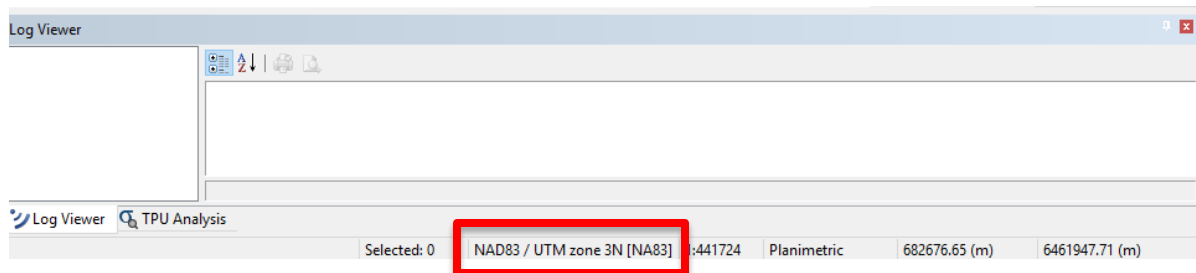 Log Viewer
Log Viewer TPU Analysis
Selected: 0 NAD83 / UTM zone 3N [NA83] :441724 Planimetric 682676.65 (m) 6461947.71 (m)